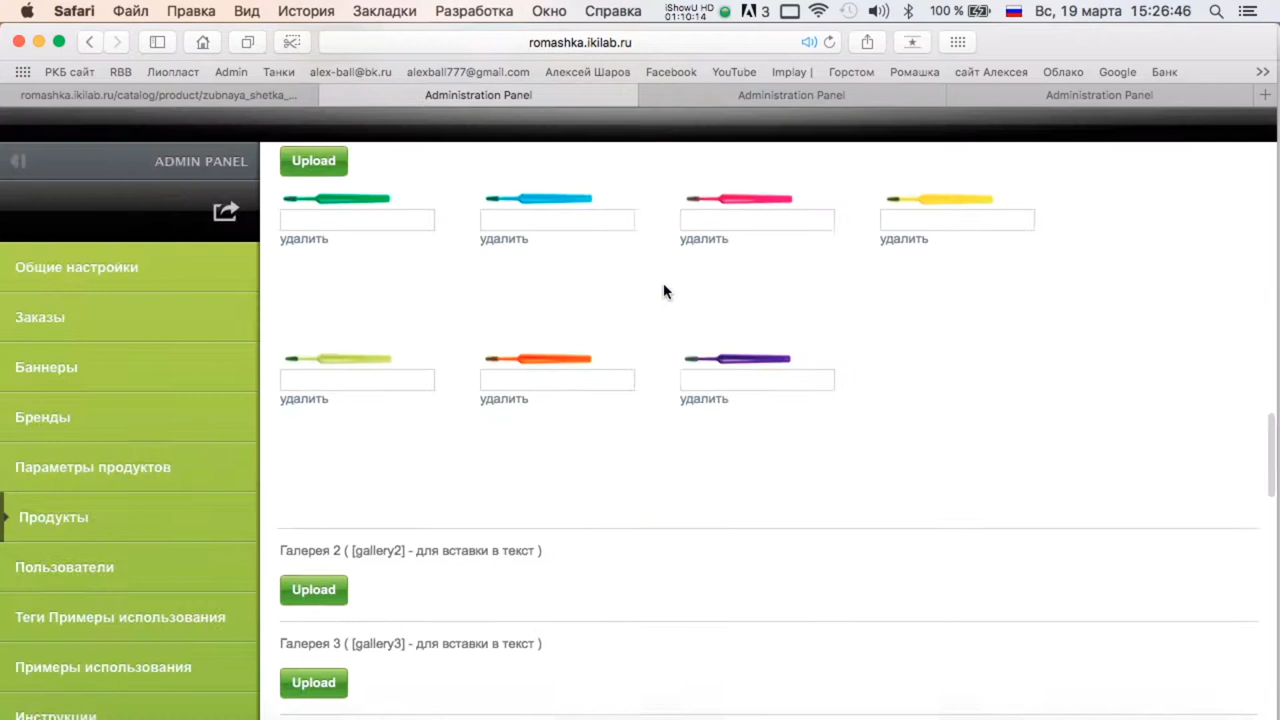 Safari Файл Правка Вид История Закладки Разработка Окно Справка iShowU HD 01:10:14 3 100 % Вс, 19 марта 15:26:46
romashka.ikilab.ru
РКБ сайт RBB Лиопласт Admin Танки alex-ball@bk.ru alexball777@gmail.com Алексей Шаров Facebook YouTube Implay | Горстом Ромашка сайт Алексея Облако Google Банк >>
romashka.ikilab.ru/catalog/product/zubnaya_shetka_... Administration Panel Administration Panel Administration Panel +
ADMIN PANEL
Общие настройки
Заказы
Баннеры
Бренды
Параметры продуктов
Продукты
Пользователи
Теги Примеры использования
Примеры использования
Инструкции
Upload
удалить удалить удалить удалить
удалить удалить удалить
Галерея 2 ( [gallery2] - для вставки в текст )
Upload
Галерея 3 ( [gallery3] - для вставки в текст )
Upload